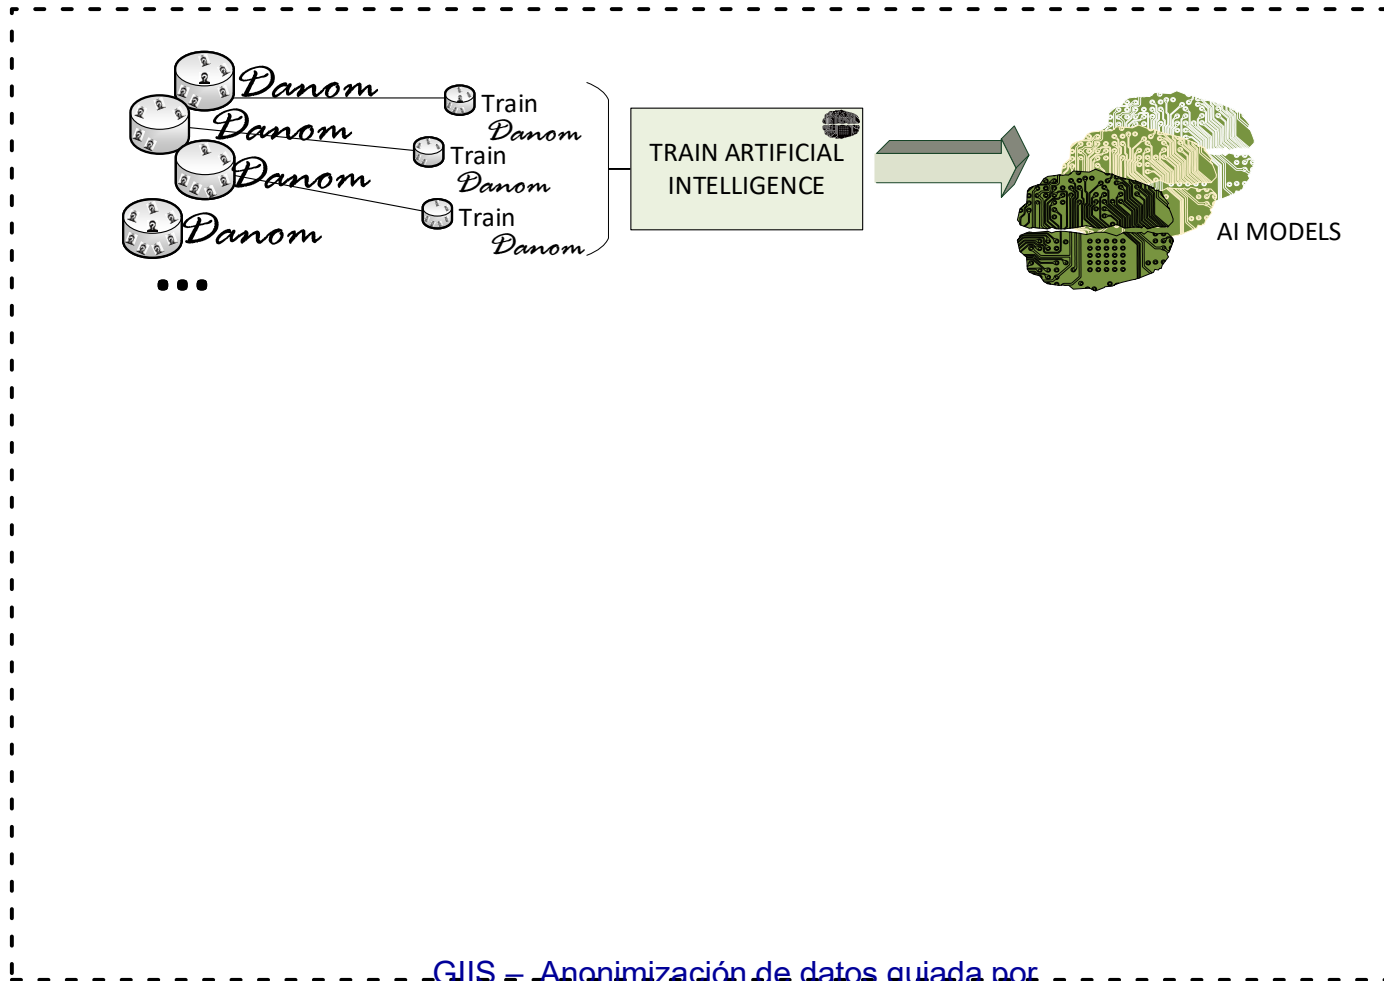 Danom
Train
Danom
Danom
Train
Danom
Danom
Train
Danom
Danom
...
TRAIN ARTIFICIAL
INTELLIGENCE
AI MODELS
GIIS – Anonimización de datos guiada por